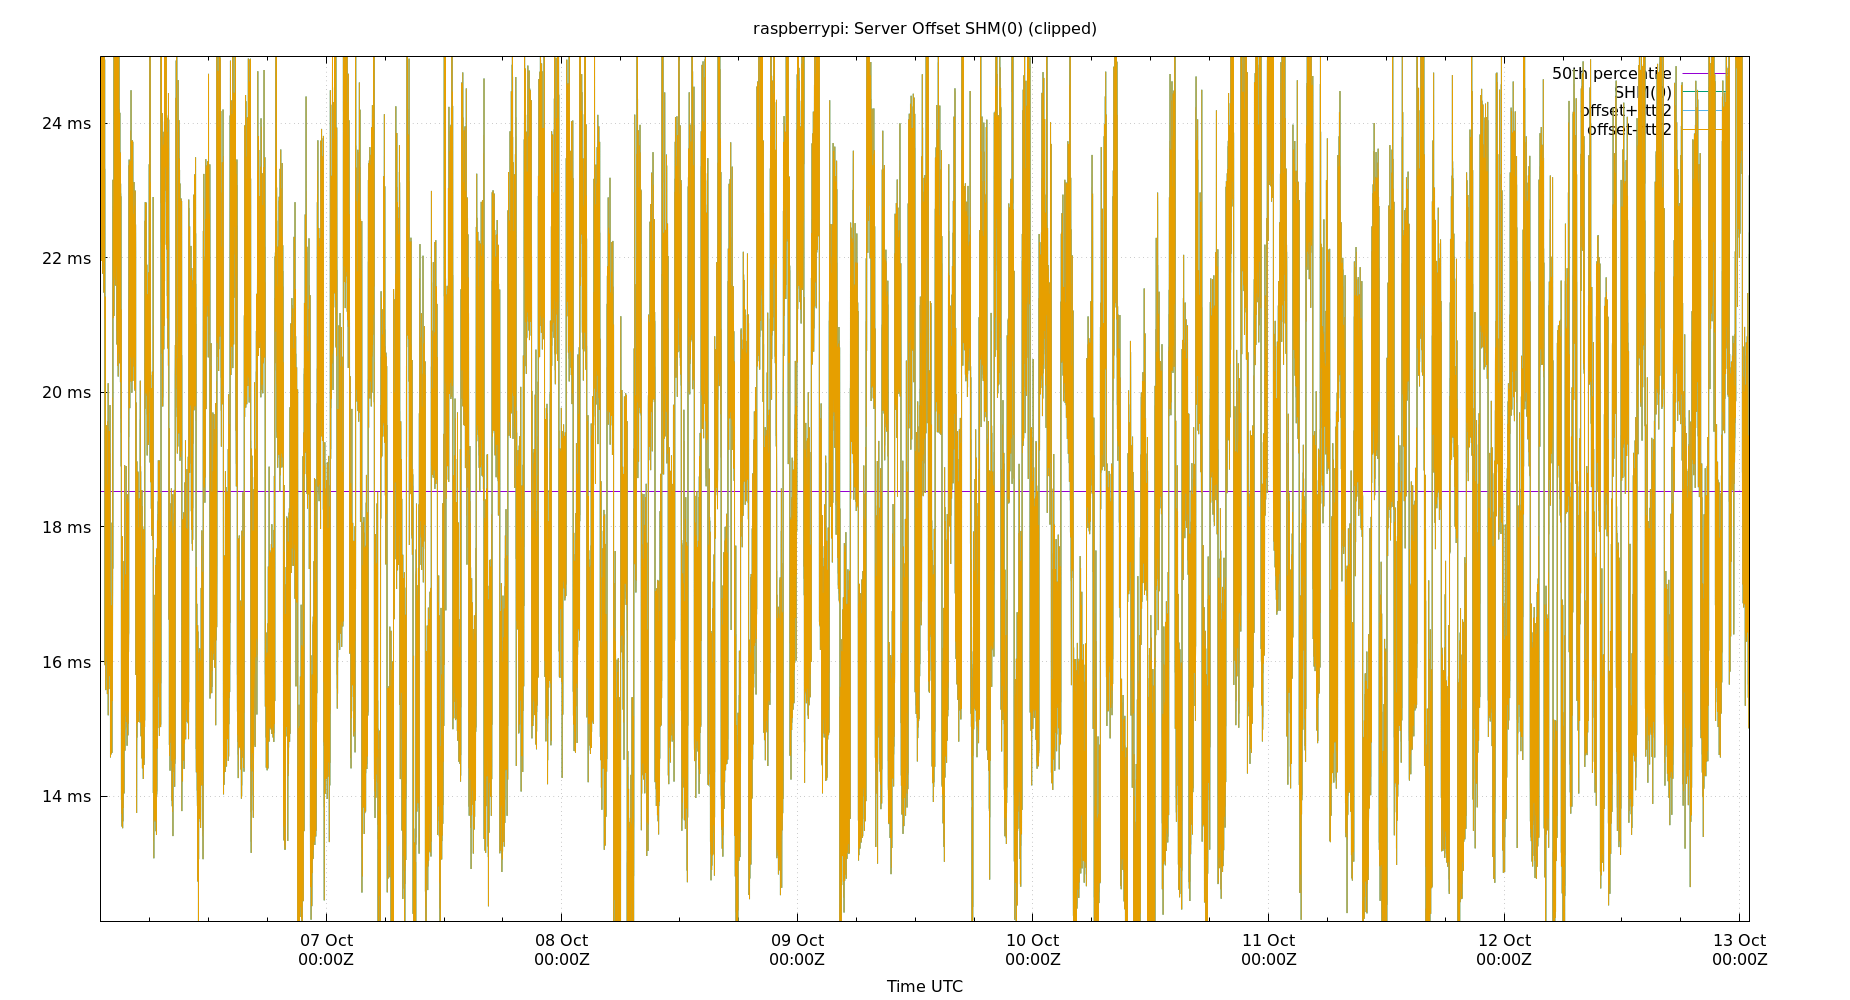 raspberrypi: Server Offset SHM(0) (clipped)
50th percentile
SHM(0)
offset+rtt/2
offset-rtt/2
24 ms
22 ms
20 ms
18 ms
16 ms
14 ms
07 Oct
00:00Z
08 Oct
00:00Z
09 Oct
00:00Z
10 Oct
00:00Z
11 Oct
00:00Z
12 Oct
00:00Z
13 Oct
00:00Z
Time UTC